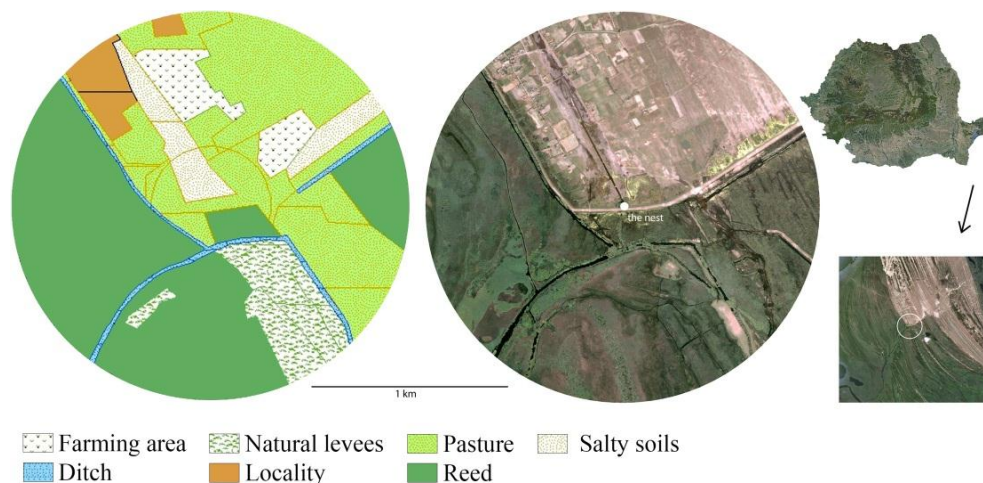 the nest
1 km
Farming area
Natural levees
Pasture
Salty soils
Ditch
Locality
Reed